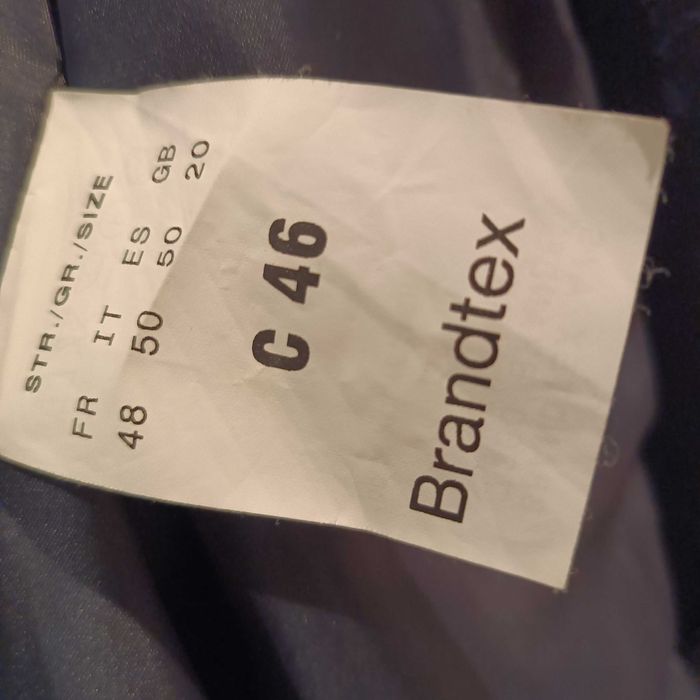 STR./GR./SIZE
FR IT ES GB
48 50 50 20
C 46
Brandtex